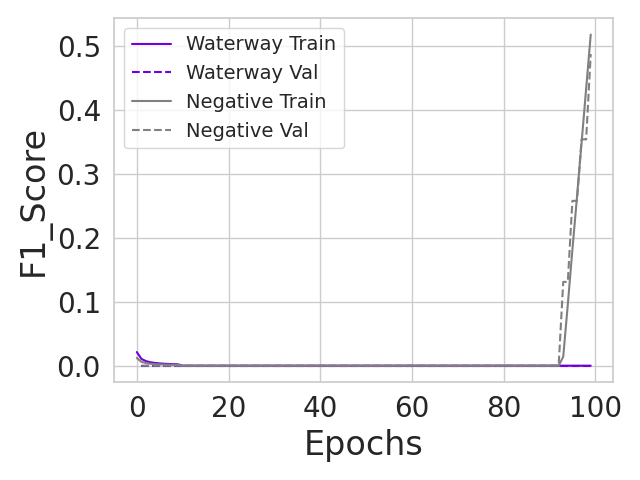 Waterway Train
Waterway Val
Negative Train
Negative Val
F1_Score
0.5
0.4
0.3
0.2
0.1
0.0
0 20 40 60 80 100
Epochs